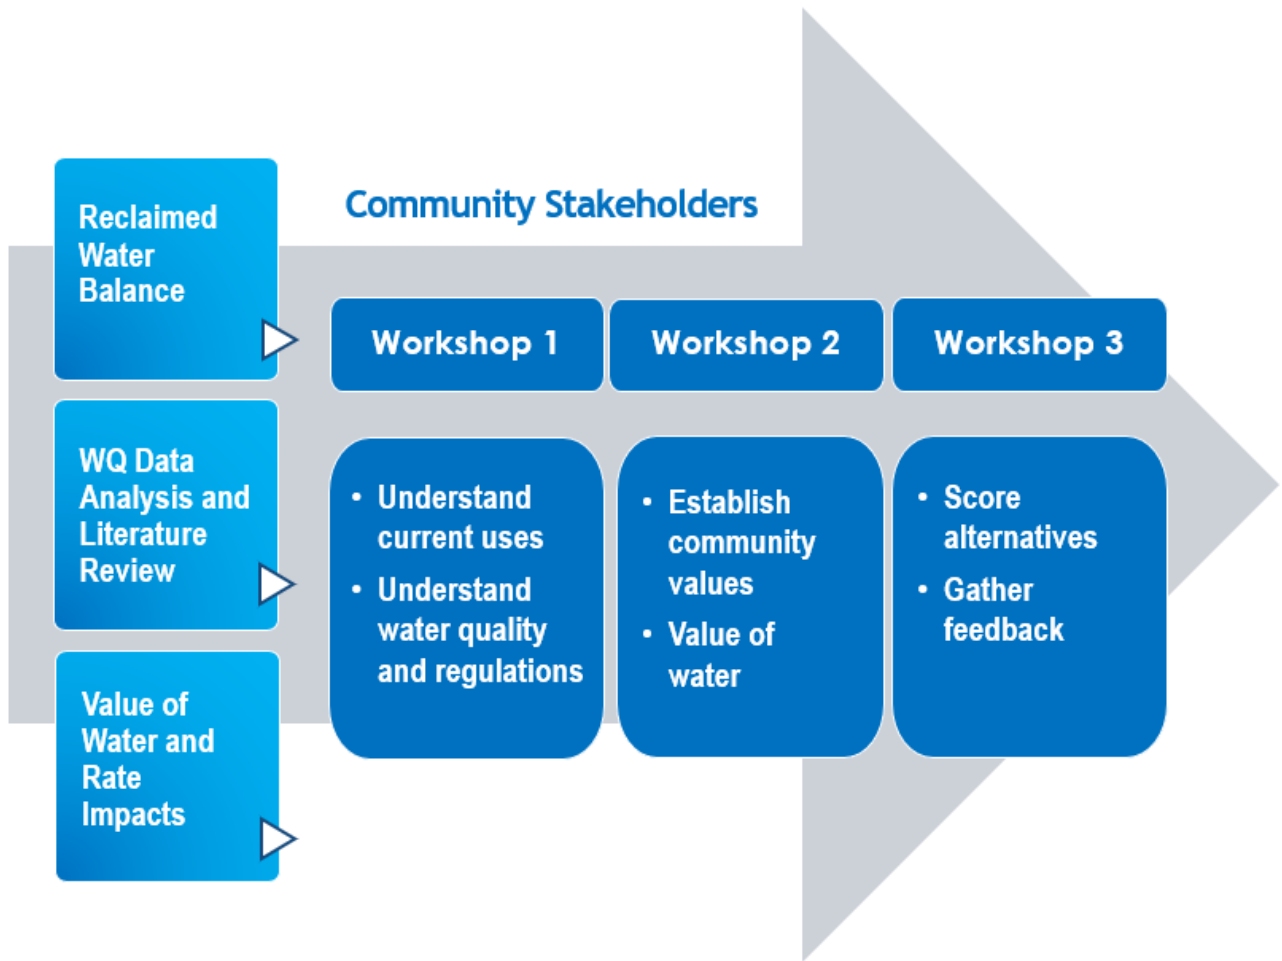 Community Stakeholders
Reclaimed
Water
Balance
WQ Data
Analysis and
Literature
Review
Value of
Water and
Rate
Impacts
Workshop 1
• Understand
current uses
• Understand
water quality
and regulations
Workshop 2
• Establish
community
values
• Value of
water
Workshop 3
• Score
alternatives
• Gather
feedback